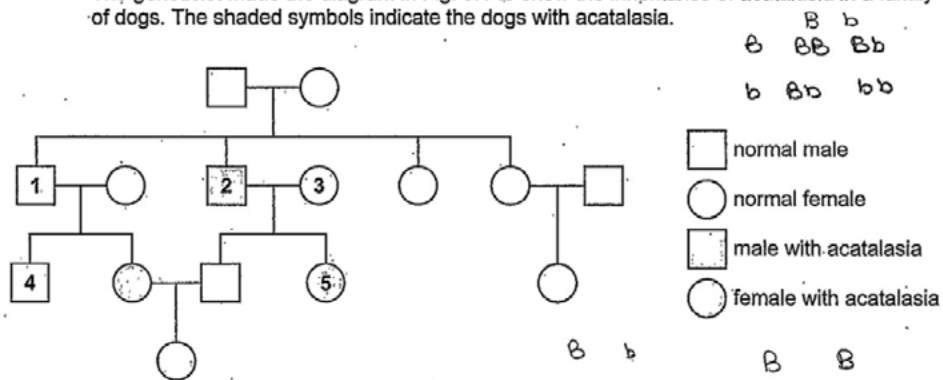 of dogs. The shaded symbols indicate the dogs with acatalasia.
B b
B BB Bb
b Bb bb
normal male
1 2 3
normal female
male with acatalasia
4 5
female with acatalasia
B b B B